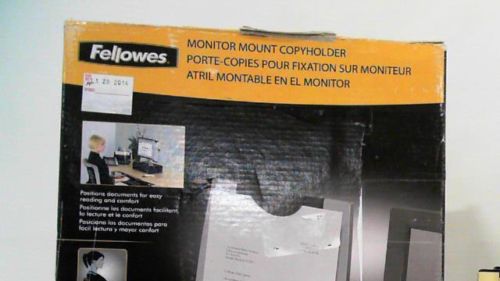 Fellowes
MONITOR MOUNT COPYHOLDER
PORTE-COPIES POUR FIXATION SUR MONITEUR
ATRIL MONTABLE EN EL MONITOR
28 2014
Positions documents for easy
reading and comfort
Positionne les documents facilitant
la lecture et le confort
Posiciona los documentos para
fácil lectura y mayor confort